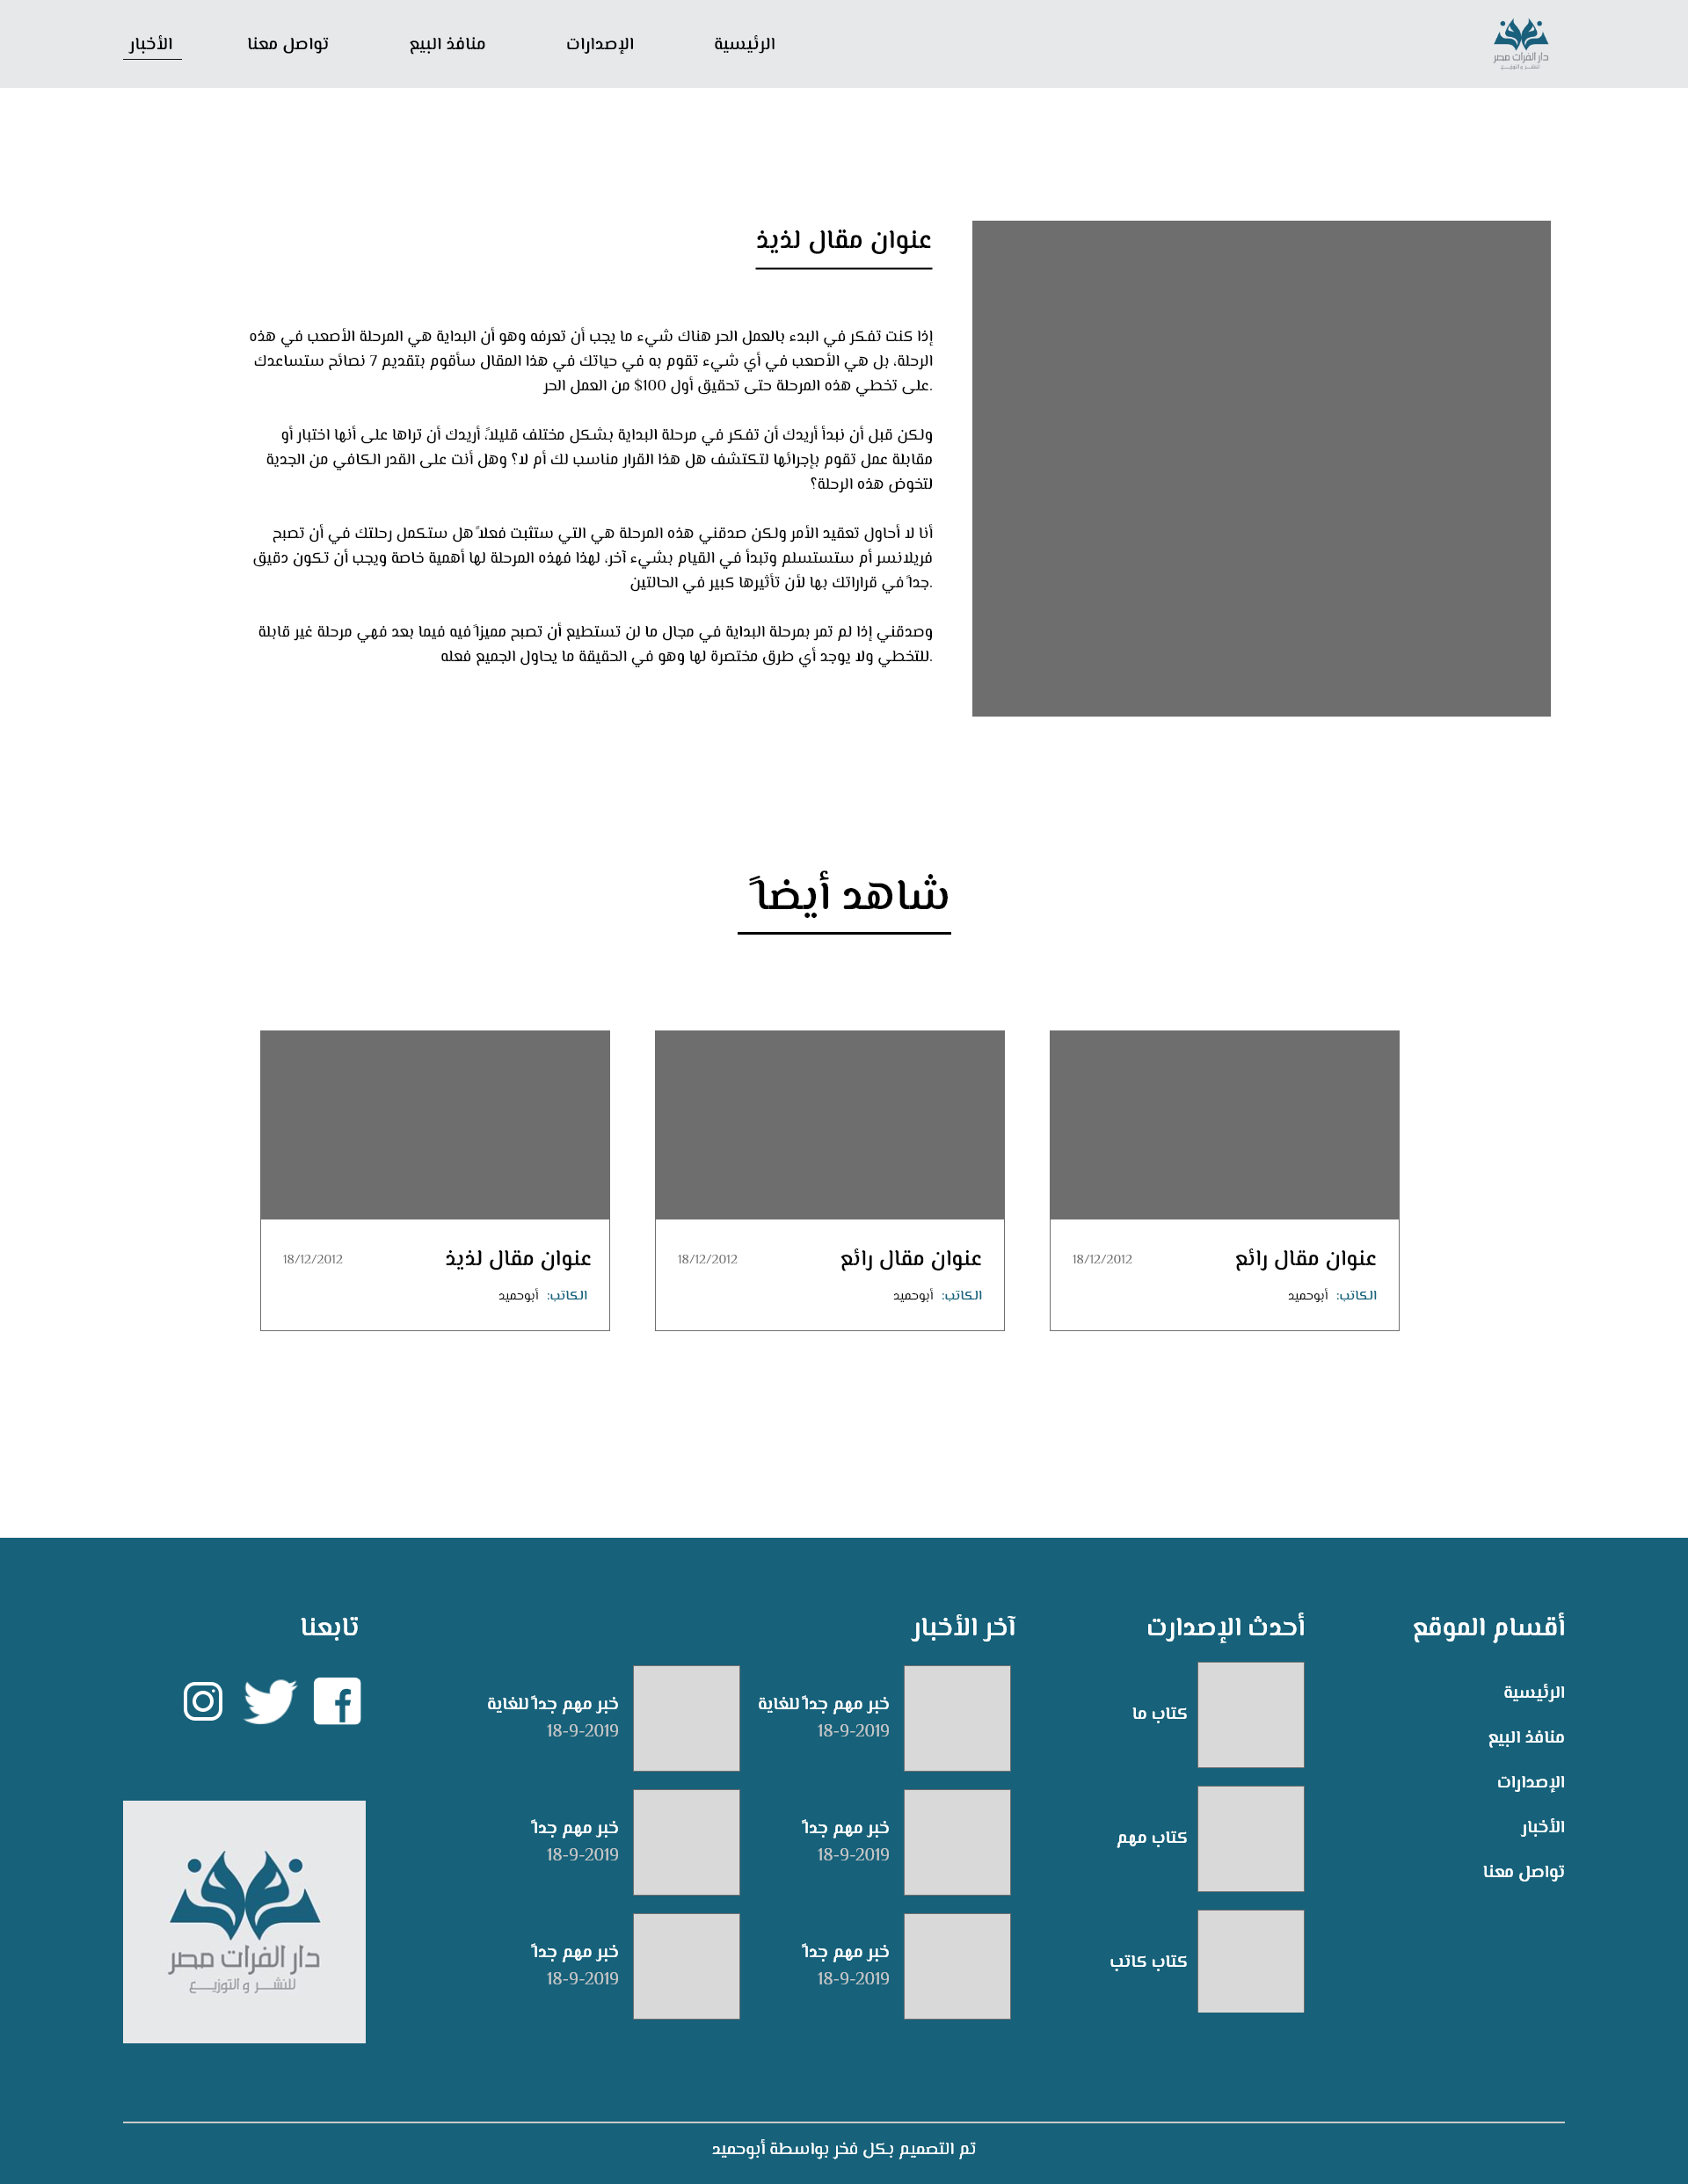 دار الفرات مصر
للنشر و التوزيع
الرئيسية
الإصدارات
منافذ البيع
تواصل معنا
الأخبار
عنوان مقال لذيذ
إذا كنت تفكر في البدء بالعمل الحر هناك شيء ما يجب أن تعرفه وهو أن البداية هي المرحلة الأصعب في هذه
الرحلة، بل هي الأصعب في أي شيء تقوم به في حياتك في هذا المقال سأقوم بتقديم 7 نصائح ستساعدك
.على تخطي هذه المرحلة حتى تحقيق أول 100$ من العمل الحر
ولكن قبل أن نبدأ أريدك أن تفكر في مرحلة البداية بشكل مختلف قليلاً، أريدك أن تراها على أنها اختبار أو
مقابلة عمل تقوم بإجرائها لتكتشف هل هذا القرار مناسب لك أم لا؟ وهل أنت على القدر الكافي من الجدية
لتخوض هذه الرحلة؟
أنا لا أحاول تعقيد الأمر ولكن صدقني هذه المرحلة هي التي ستثبت فعلاً هل ستكمل رحلتك في أن تصبح
فريلانسر أم ستستسلم وتبدأ في القيام بشيء آخر، لهذا فهذه المرحلة لها أهمية خاصة ويجب أن تكون دقيق
.جداً في قراراتك بها لأن تأثيرها كبير في الحالتين
وصدقني إذا لم تمر بمرحلة البداية في مجال ما لن تستطيع أن تصبح مميزاً فيه فيما بعد فهي مرحلة غير قابلة
.للتخطي ولا يوجد أي طرق مختصرة لها وهو في الحقيقة ما يحاول الجميع فعله
شاهد أيضاً
عنوان مقال رائع
18/12/2012
الكاتب: أبوحميد
عنوان مقال رائع
18/12/2012
الكاتب: أبوحميد
عنوان مقال لذيذ
18/12/2012
الكاتب: أبوحميد
أقسام الموقع
الرئيسية
منافذ البيع
الإصدارات
الأخبار
تواصل معنا
أحدث الإصدارت
كتاب ما
كتاب مهم
كتاب كاتب
آخر الأخبار
خبر مهم جداً للغاية
18-9-2019
خبر مهم جداً
18-9-2019
خبر مهم جداً
18-9-2019
خبر مهم جداً للغاية
18-9-2019
خبر مهم جداً
18-9-2019
خبر مهم جداً
18-9-2019
تابعنا
دار الفرات مصر
للنشـــر و التوزيـــع
تم التصميم بكل فخر بواسطة أبوحميد